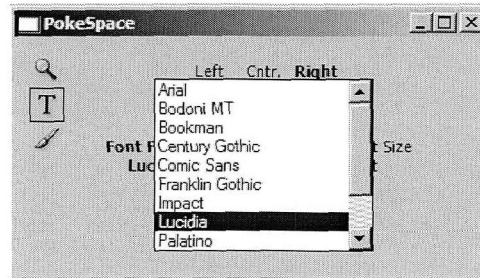 PokeSpace
Left Cntr. Right
T
Arial
Bodoni MT
Bookman
Century Gothic
Font
Size
Comic Sans
Franklin Gothic
Impact
Lucidia
Palatino